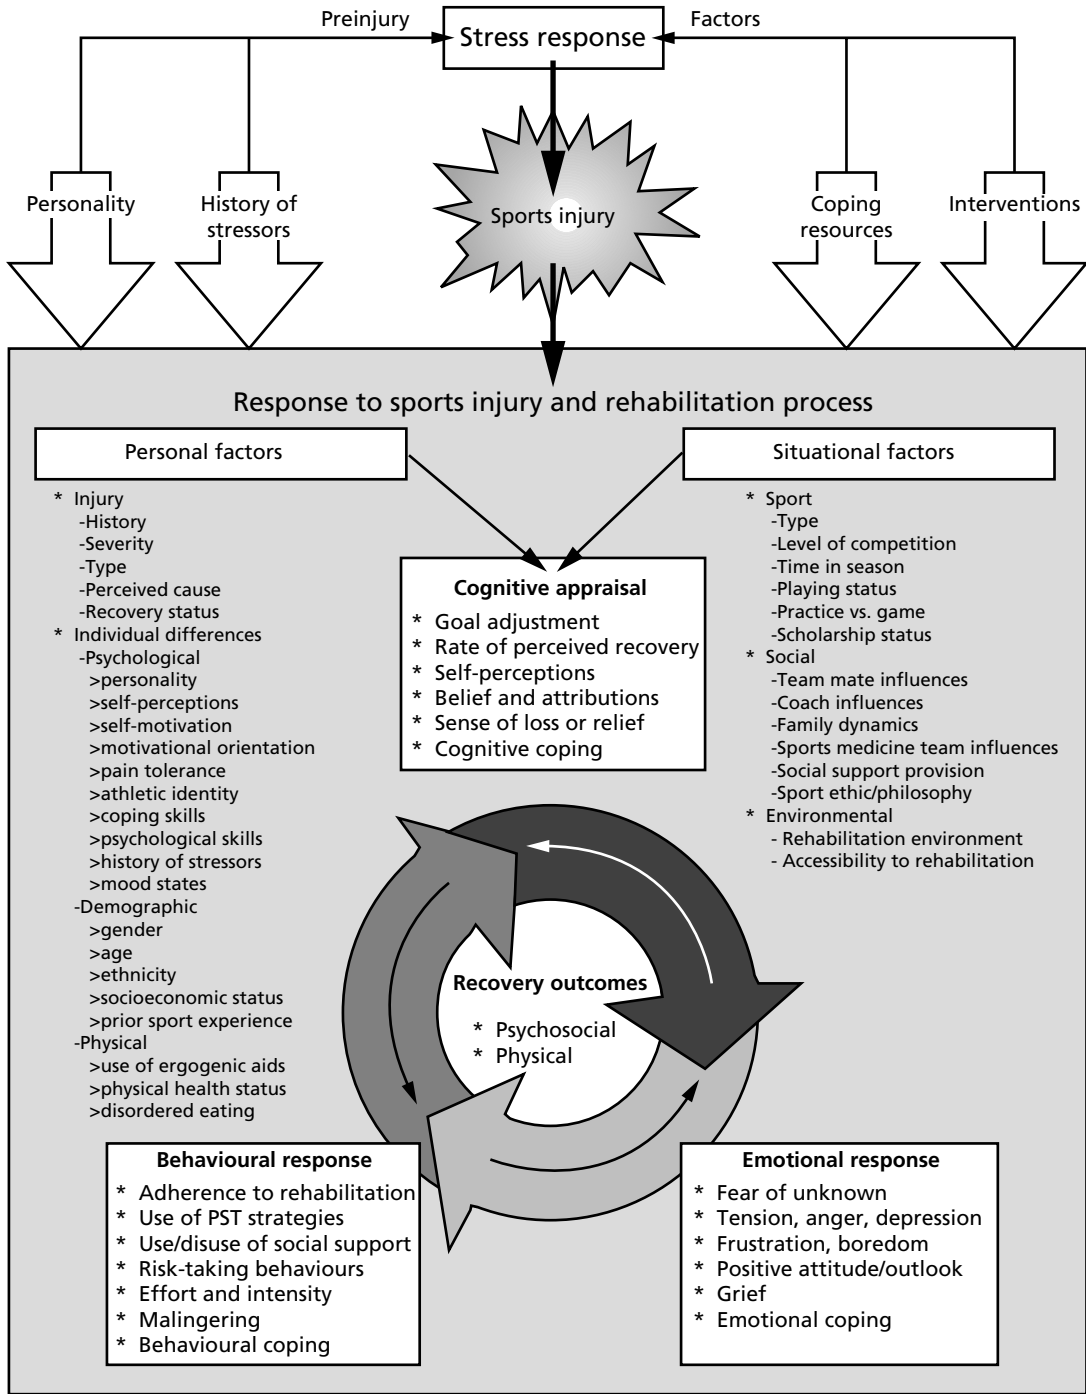 Preinjury
Stress response
Factors
Personality
History of
stressors
Sports injury
Coping
resources
Interventions
Response to sports injury and rehabilitation process
Personal factors
* Injury
-History
-Severity
-Type
-Perceived cause
-Recovery status
* Individual differences
-Psychological
>personality
>self-perceptions
>self-motivation
>motivational orientation
>pain tolerance
>athletic identity
>coping skills
>psychological skills
>history of stressors
>mood states
-Demographic
>gender
>age
>ethnicity
>socioeconomic status
>prior sport experience
-Physical
>use of ergogenic aids
>physical health status
>disordered eating
Situational factors
* Sport
-Type
-Level of competition
-Time in season
-Playing status
-Practice vs. game
-Scholarship status
* Social
-Team mate influences
-Coach influences
-Family dynamics
-Sports medicine team influences
-Social support provision
-Sport ethic/philosophy
* Environmental
- Rehabilitation environment
- Accessibility to rehabilitation
Cognitive appraisal
* Goal adjustment
* Rate of perceived recovery
* Self-perceptions
* Belief and attributions
* Sense of loss or relief
* Cognitive coping
Recovery outcomes
* Psychosocial
* Physical
Behavioural response
* Adherence to rehabilitation
* Use of PST strategies
* Use/disuse of social support
* Risk-taking behaviours
* Effort and intensity
* Malingering
* Behavioural coping
Emotional response
* Fear of unknown
* Tension, anger, depression
* Frustration, boredom
* Positive attitude/outlook
* Grief
* Emotional coping